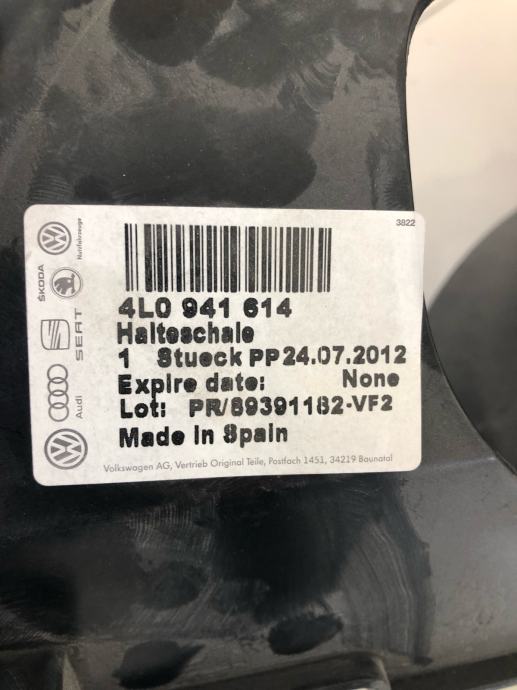 3822
4L0 941 614
Halteschale
1 Stueck PP 24.07.2012
Expire date: None
Lot: PR/89391182-VF2
Made in Spain
Volkswagen AG, Vertrieb Original Teile, Postfach 1451, 34219 Baunatal
Nutzfahrzeuge
ŠKODA
SEAT
Audi